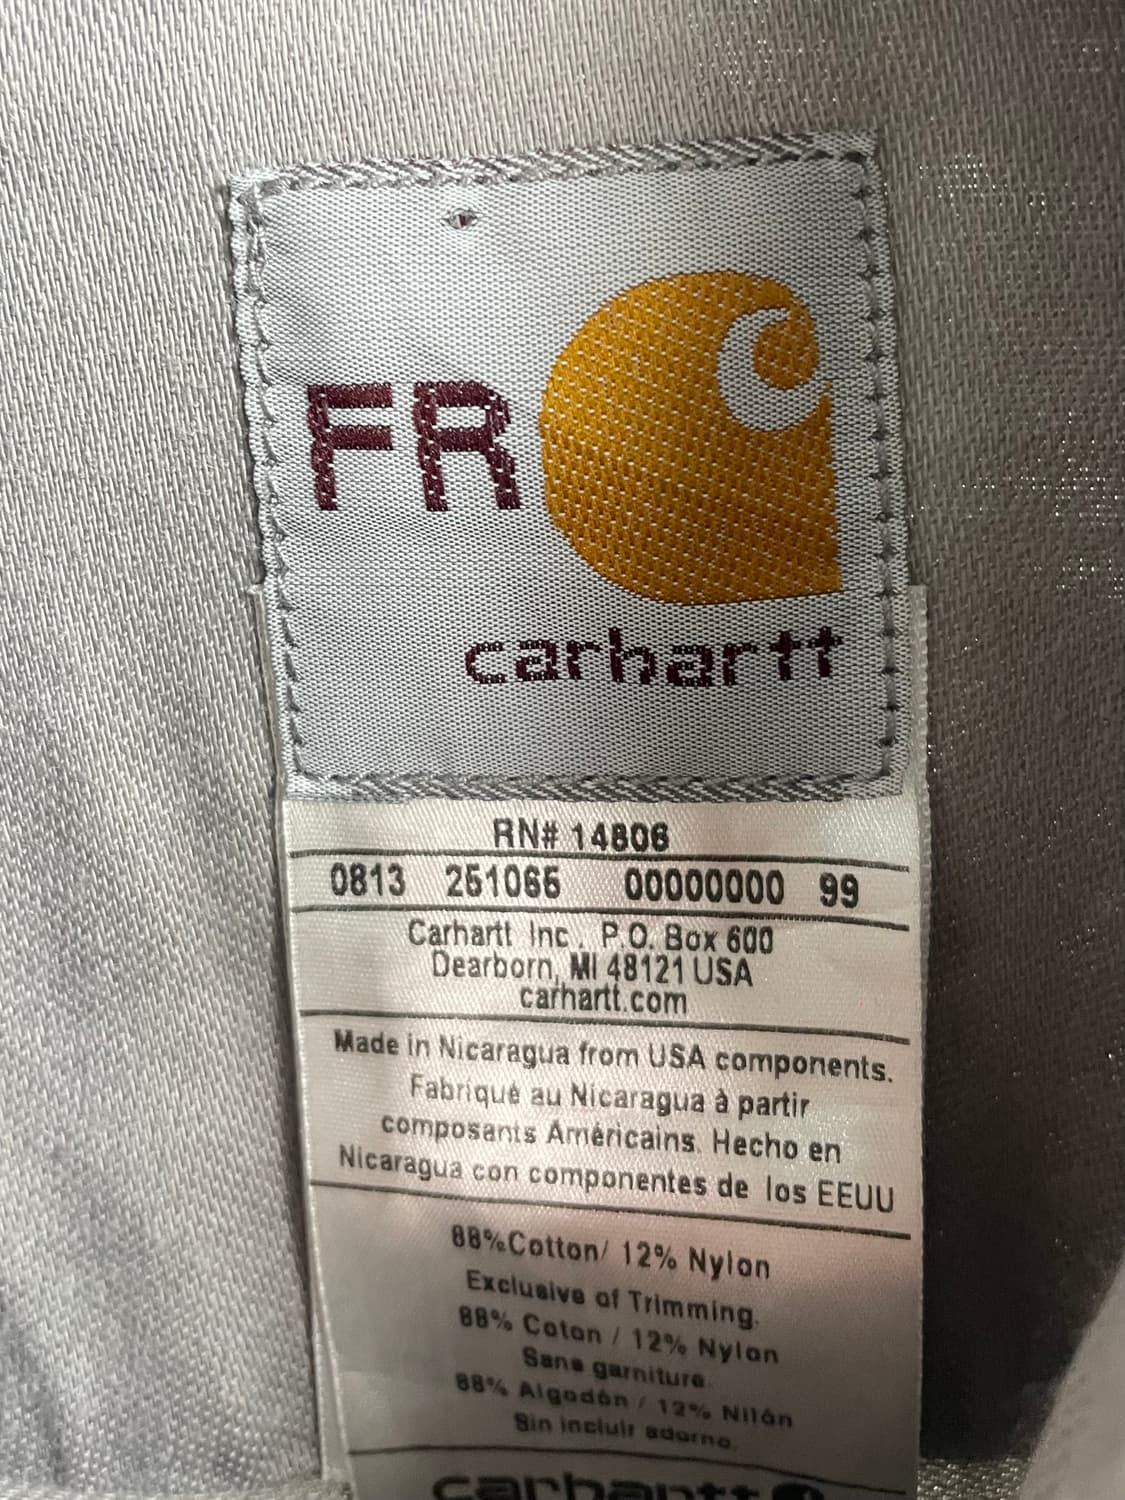 FR
carhartt
RN# 14806
0813 251065 00000000 99
Carhartt Inc. P.O. Box 600
Dearborn, MI 48121 USA
carhartt.com
Made in Nicaragua from USA components.
Fabriqué au Nicaragua à partir
composants Américains. Hecho en
Nicaragua con componentes de los EEUU
88%Cotton/ 12% Nylon
Exclusive of Trimming.
88% Coton / 12% Nylon
Sans garniture
88% Algodón / 12% Nilón
Sin incluir adorno.
carhartt